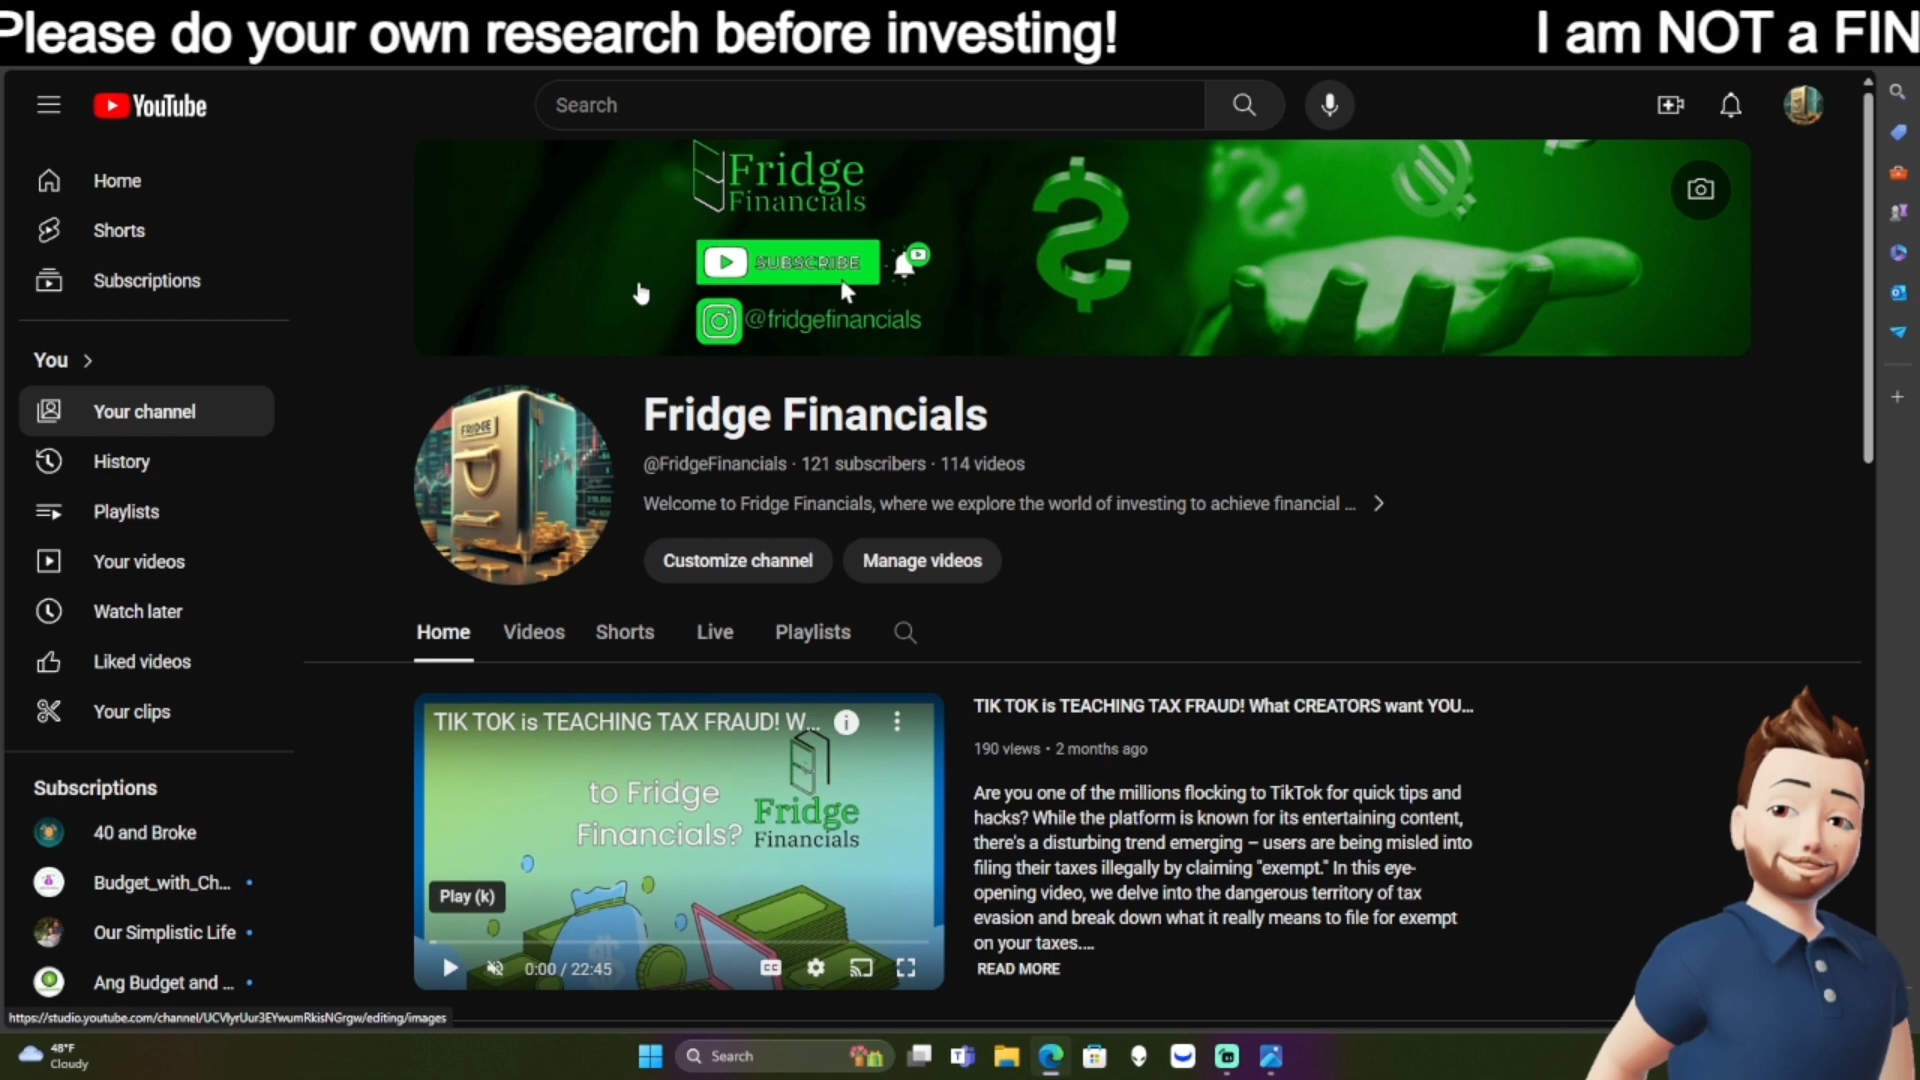 Please do your own research before investing!
I am NOT a FIN
YouTube
Search
Home
Shorts
Subscriptions
You
Your channel
History
Playlists
Your videos
Watch later
Liked videos
Your clips
Subscriptions
40 and Broke
Budget_with_Ch...
Our Simplistic Life
Ang Budget and ...
Fridge
Financials
SUBSCRIBE
@fridgefinancials
FRIDGE
Fridge Financials
@FridgeFinancials · 121 subscribers · 114 videos
Welcome to Fridge Financials, where we explore the world of investing to achieve financial ...
Customize channel
Manage videos
Home
Videos
Shorts
Live
Playlists
TIK TOK is TEACHING TAX FRAUD! W...
to Fridge
Financials?
Fridge
Financials
Play (k)
0:00 / 22:45
CC
TIK TOK is TEACHING TAX FRAUD! What CREATORS want YOU...
190 views • 2 months ago
Are you one of the millions flocking to TikTok for quick tips and
hacks? While the platform is known for its entertaining content,
there's a disturbing trend emerging – users are being misled into
filing their taxes illegally by claiming "exempt." In this eye-
opening video, we delve into the dangerous territory of tax
evasion and break down what it really means to file for exempt
on your taxes....
READ MORE
48°F
Cloudy
Search